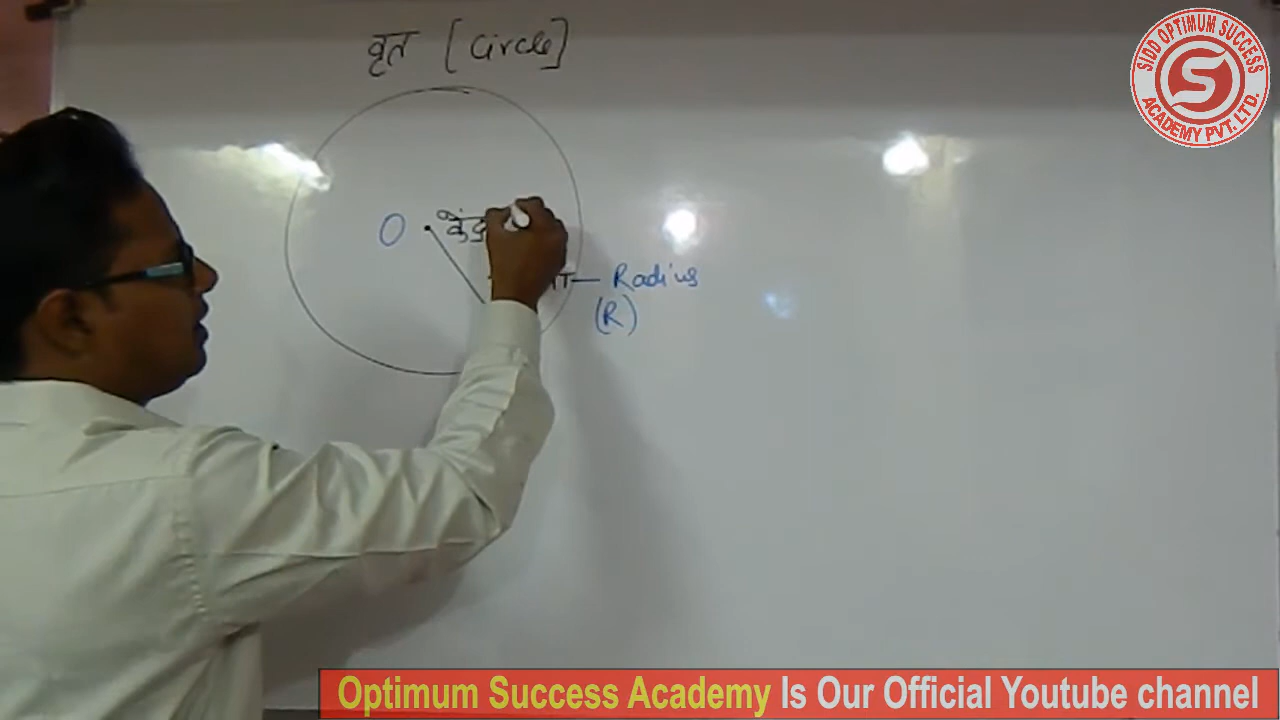 वृत [Circle]
O
केंद्र
— Radius
(R)
SIDD OPTIMUM SUCCESS
ACADEMY PVT. LTD.
S
Optimum Success Academy Is Our Official Youtube channel